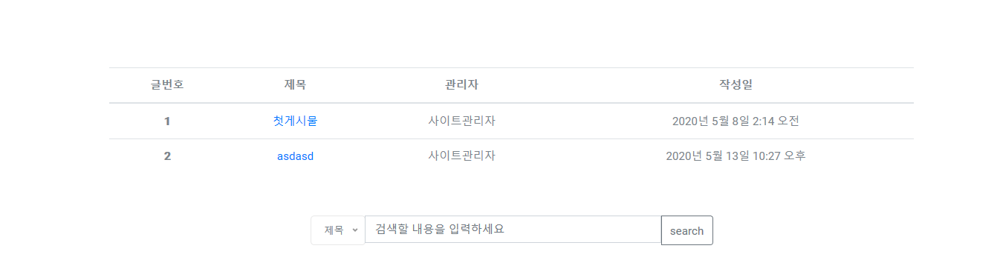 글번호 제목 관리자 작성일
1 첫게시물 사이트관리자 2020년 5월 8일 2:14 오전
2 asdasd 사이트관리자 2020년 5월 13일 10:27 오후
제목 검색할 내용을 입력하세요 search